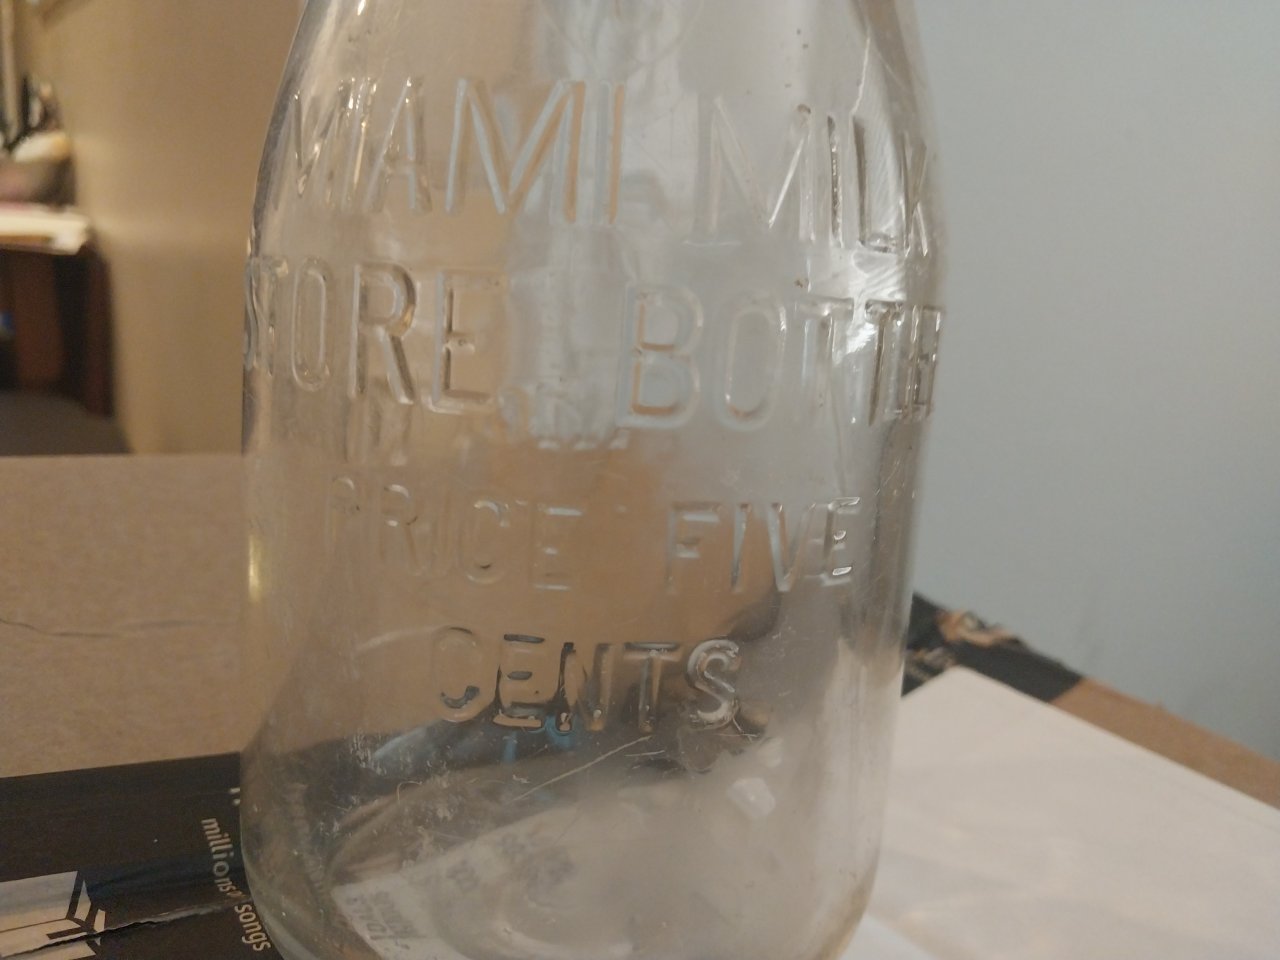 MIAMI MILK
STORE BOTTLE
PRICE FIVE
CENTS
millions
songs